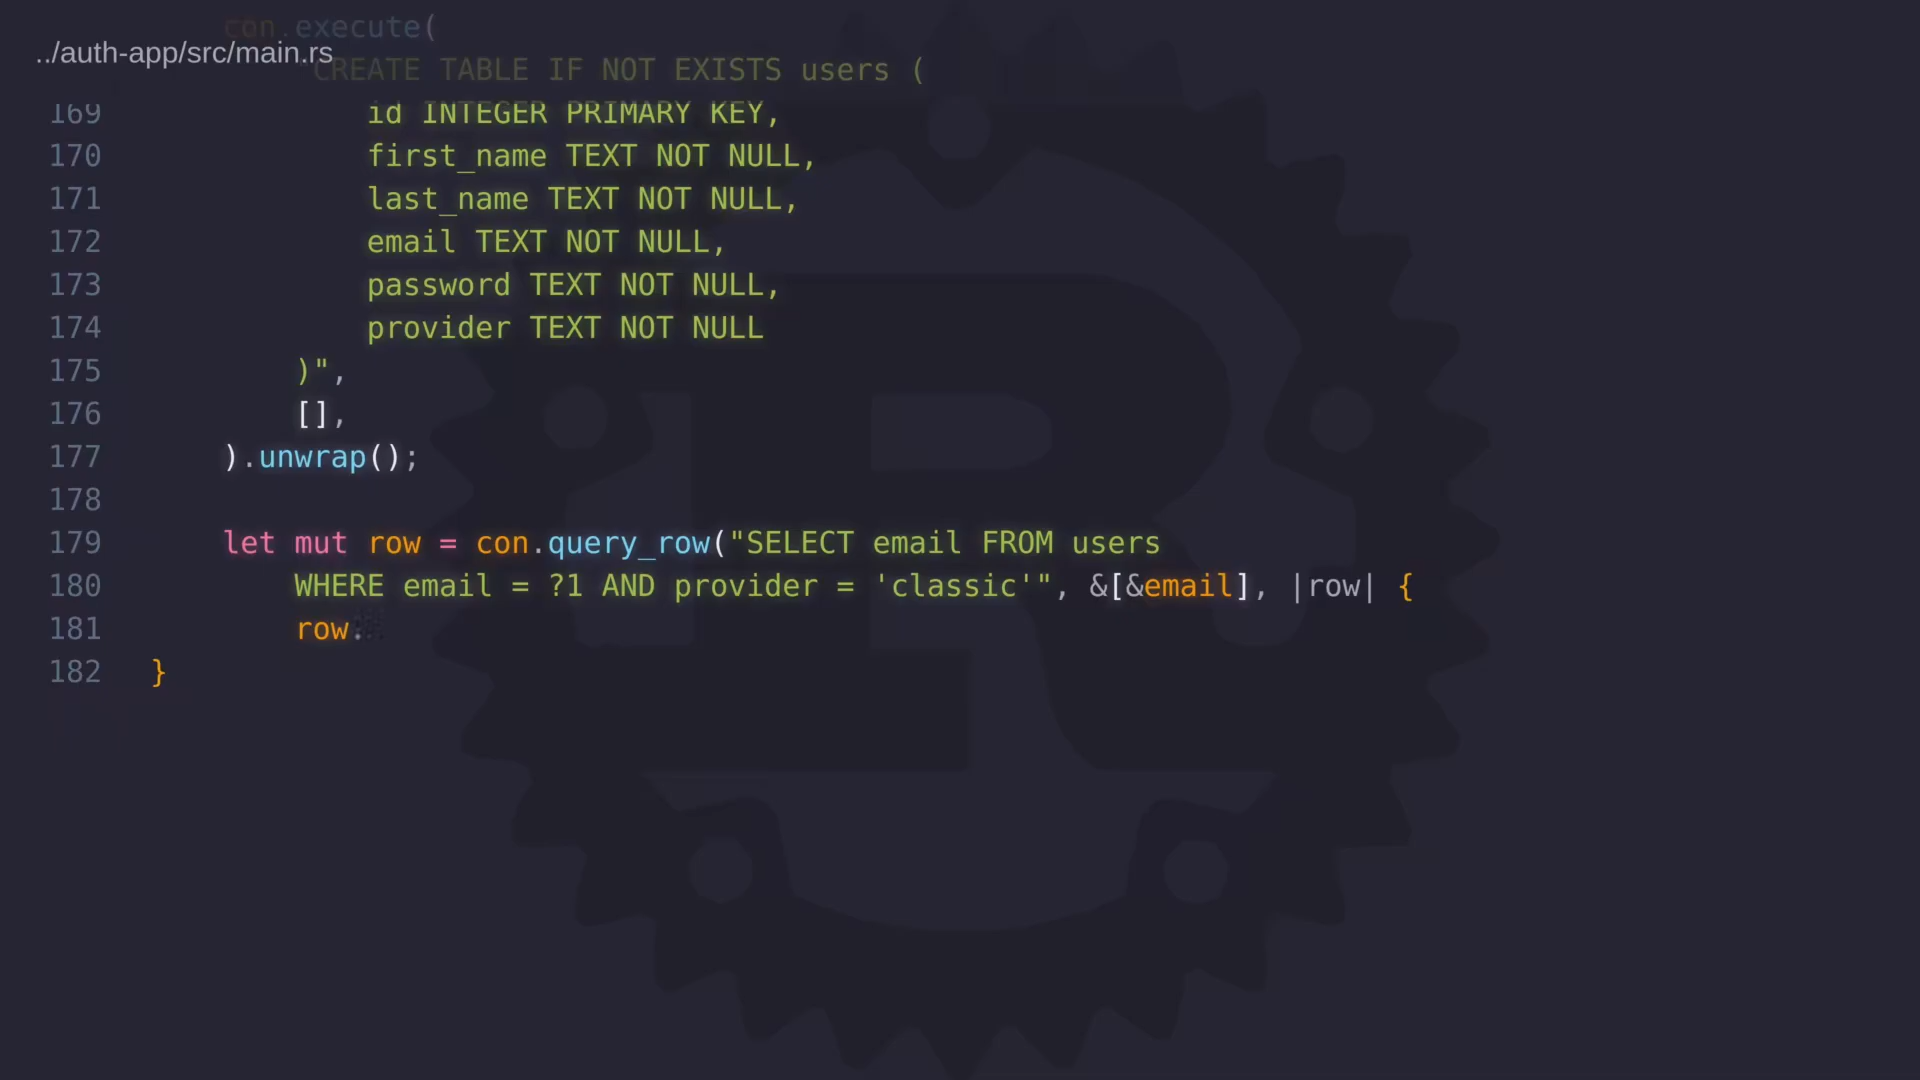 con.execute(
../auth-app/src/main.rs
"CREATE TABLE IF NOT EXISTS users (
169 id INTEGER PRIMARY KEY,
170 first_name TEXT NOT NULL,
171 last_name TEXT NOT NULL,
172 email TEXT NOT NULL,
173 password TEXT NOT NULL,
174 provider TEXT NOT NULL
175 )",
176 [],
177 ).unwrap();
178
179 let mut row = con.query_row("SELECT email FROM users
180 WHERE email = ?1 AND provider = 'classic'", &[&email], |row| {
181 row.
182 }